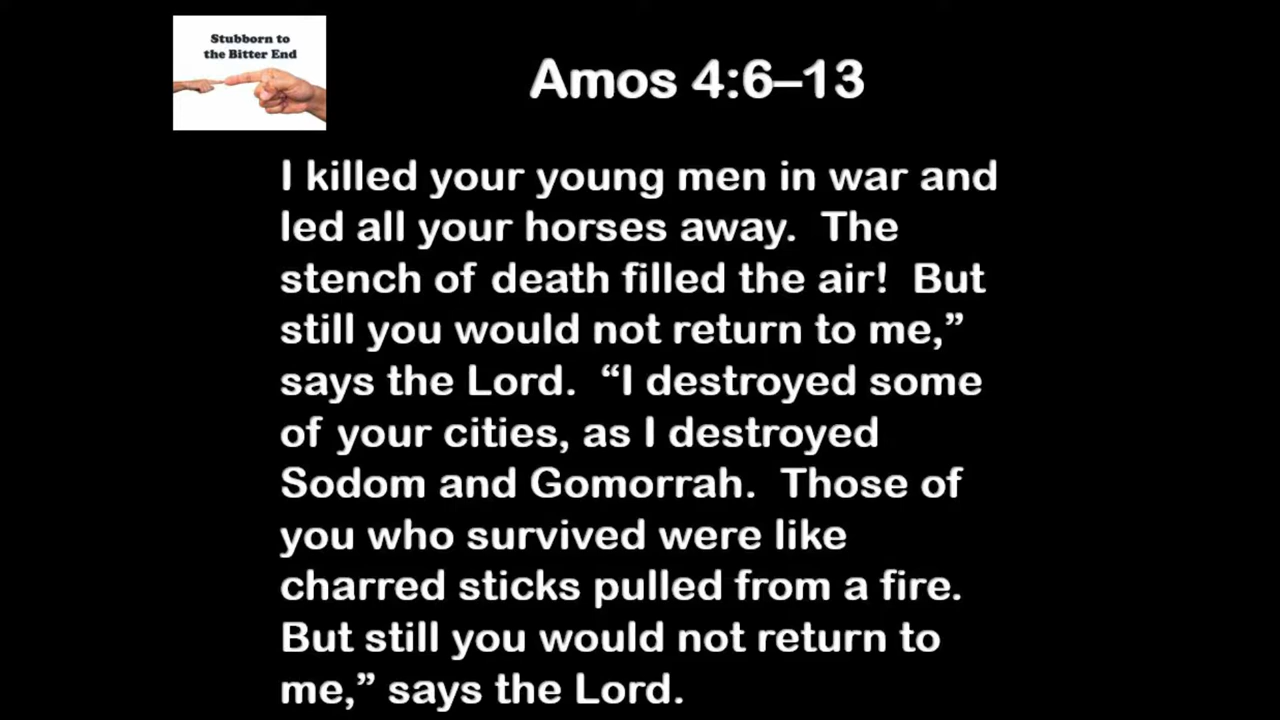 Stubborn to
the Bitter End
Amos 4:6–13
I killed your young men in war and
led all your horses away.  The
stench of death filled the air!  But
still you would not return to me,”
says the Lord.  “I destroyed some
of your cities, as I destroyed
Sodom and Gomorrah.  Those of
you who survived were like
charred sticks pulled from a fire.
But still you would not return to
me,” says the Lord.